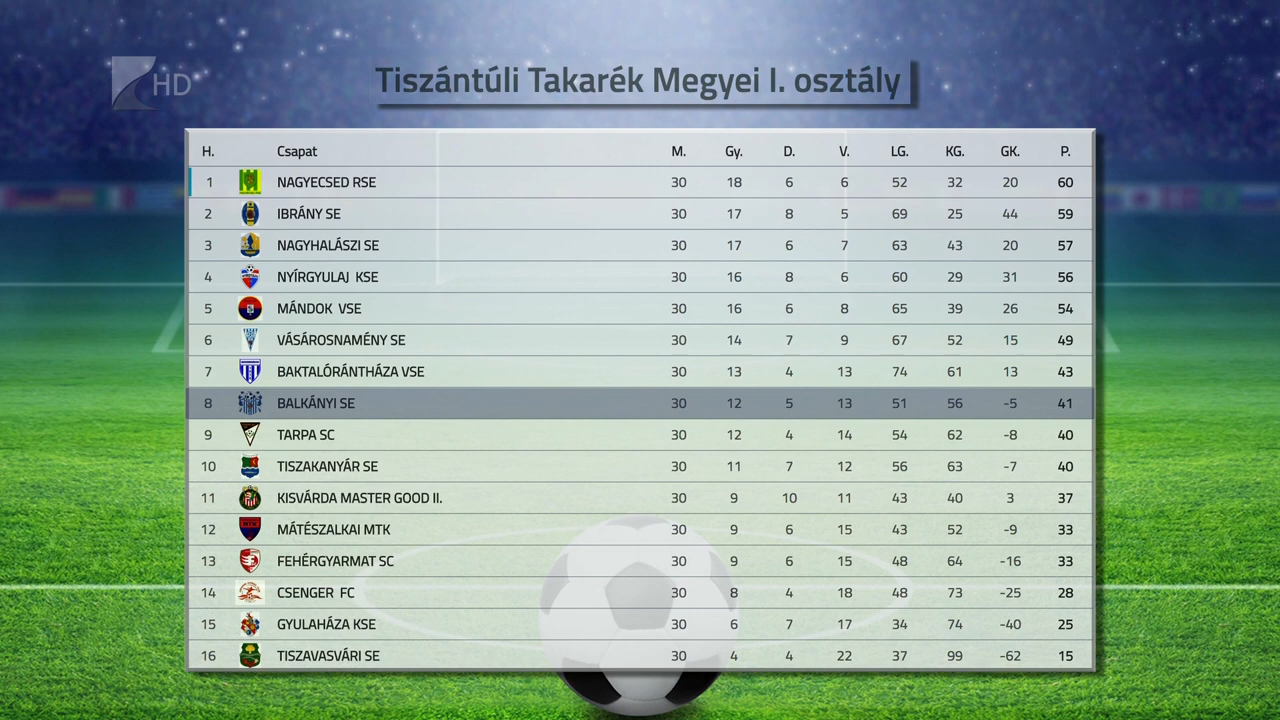 HD
Tiszántúli Takarék Megyei I. osztály
H. Csapat M. Gy. D. V. LG. KG. GK. P.
1 NAGYECSED RSE 30 18 6 6 52 32 20 60
2 IBRÁNY SE 30 17 8 5 69 25 44 59
3 NAGYHALÁSZI SE 30 17 6 7 63 43 20 57
4 NYÍRGYULAJ KSE 30 16 8 6 60 29 31 56
5 MÁNDOK VSE 30 16 6 8 65 39 26 54
6 VÁSÁROSNAMÉNY SE 30 14 7 9 67 52 15 49
7 BAKTALÓRÁNTHÁZA VSE 30 13 4 13 74 61 13 43
8 BALKÁNYI SE 30 12 5 13 51 56 -5 41
9 TARPA SC 30 12 4 14 54 62 -8 40
10 TISZAKANYÁR SE 30 11 7 12 56 63 -7 40
11 KISVÁRDA MASTER GOOD II. 30 9 10 11 43 40 3 37
12 MÁTÉSZALKAI MTK 30 9 6 15 43 52 -9 33
13 FEHÉRGYARMAT SC 30 9 6 15 48 64 -16 33
14 CSENGER FC 30 8 4 18 48 73 -25 28
15 GYULAHÁZA KSE 30 6 7 17 34 74 -40 25
16 TISZAVASVÁRI SE 30 4 4 22 37 99 -62 15